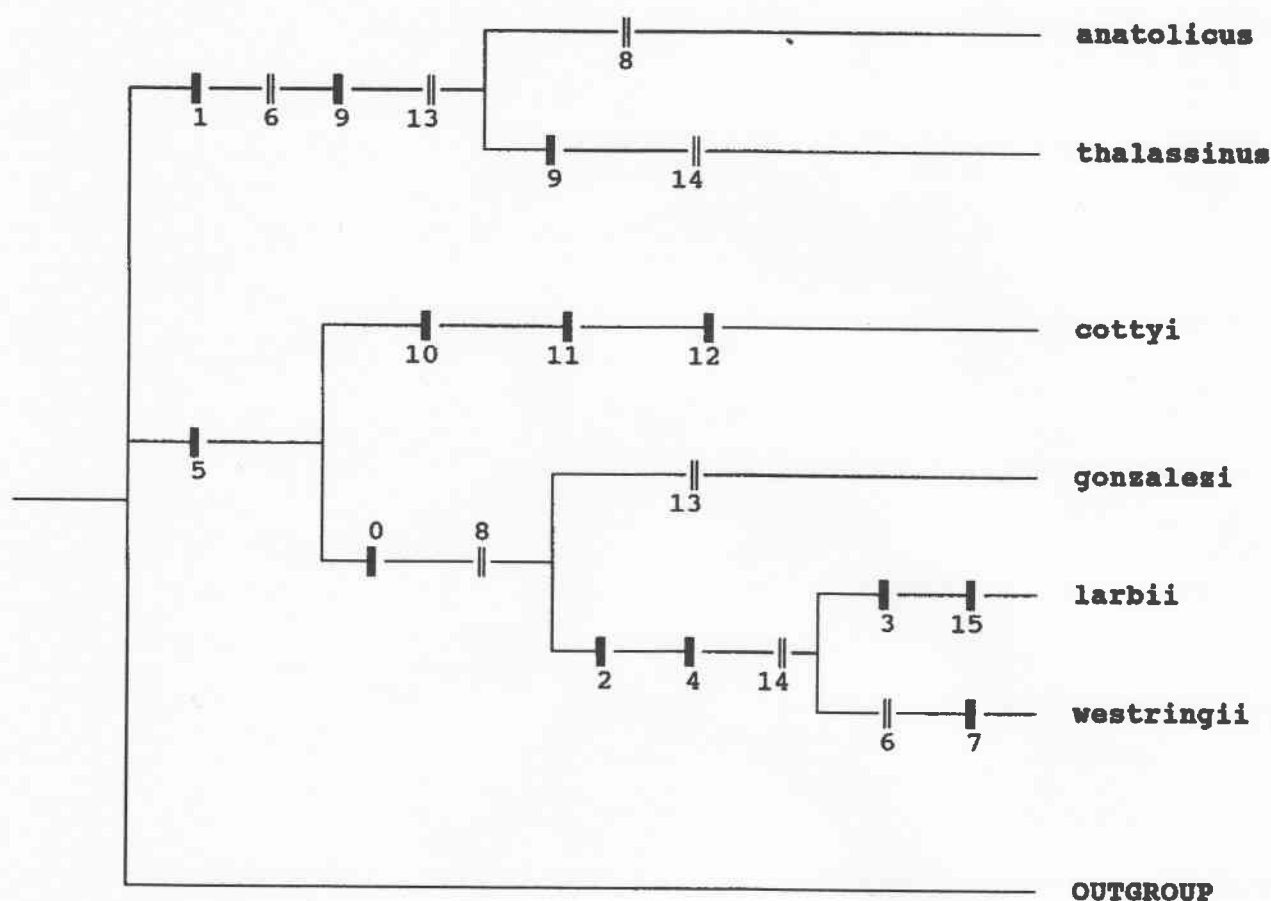 anatolicus
8
1 6 9 13
thalassinus
9 14
cottyi
10 11 12
5
gonzalezi
13
0 8
larbii
3 15
2 4 14
westringii
6 7
OUTGROUP